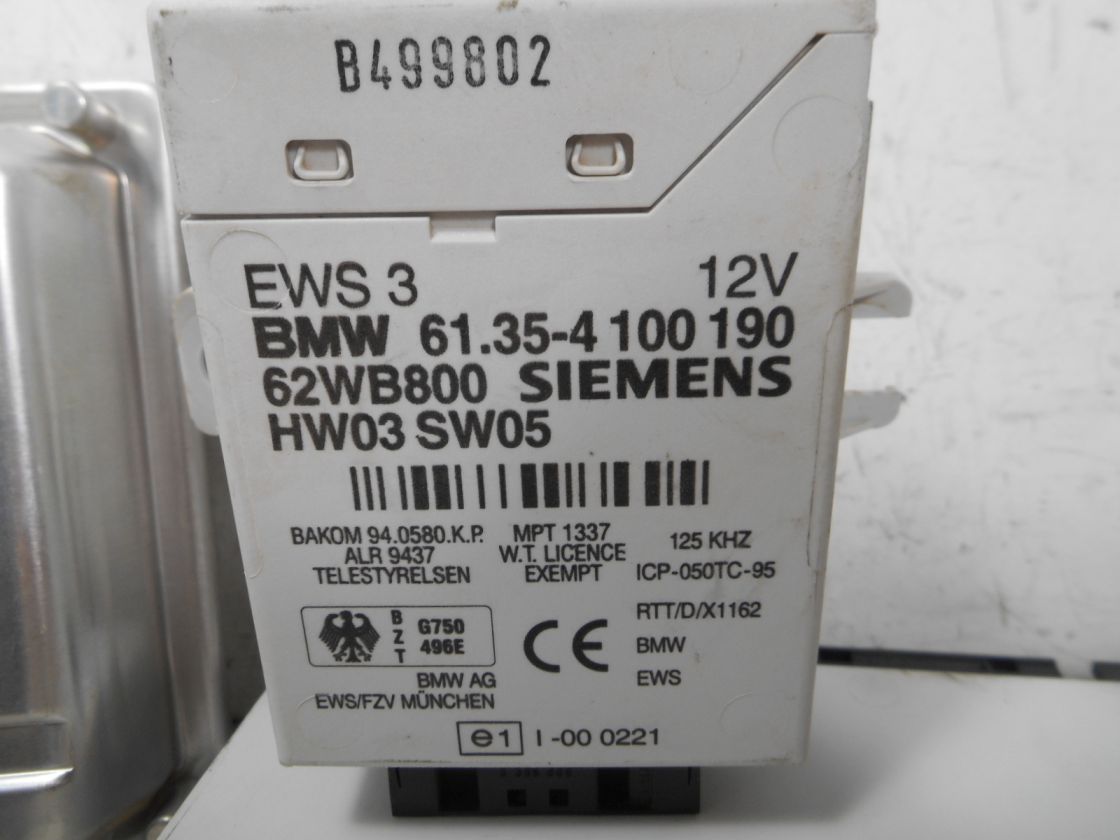 B499802
EWS 3 12V
BMW 61.35-4 100 190
62WB800 SIEMENS
HW03 SW05
BAKOM 94.0580.K.P. MPT 1337 125 KHZ
ALR 9437 W.T. LICENCE
TELESTYRELSEN EXEMPT ICP-050TC-95
BZT G750 RTT/D/X1162
496E BMW
BMW AG EWS
EWS/FZV MÜNCHEN
e1 I -00 0221